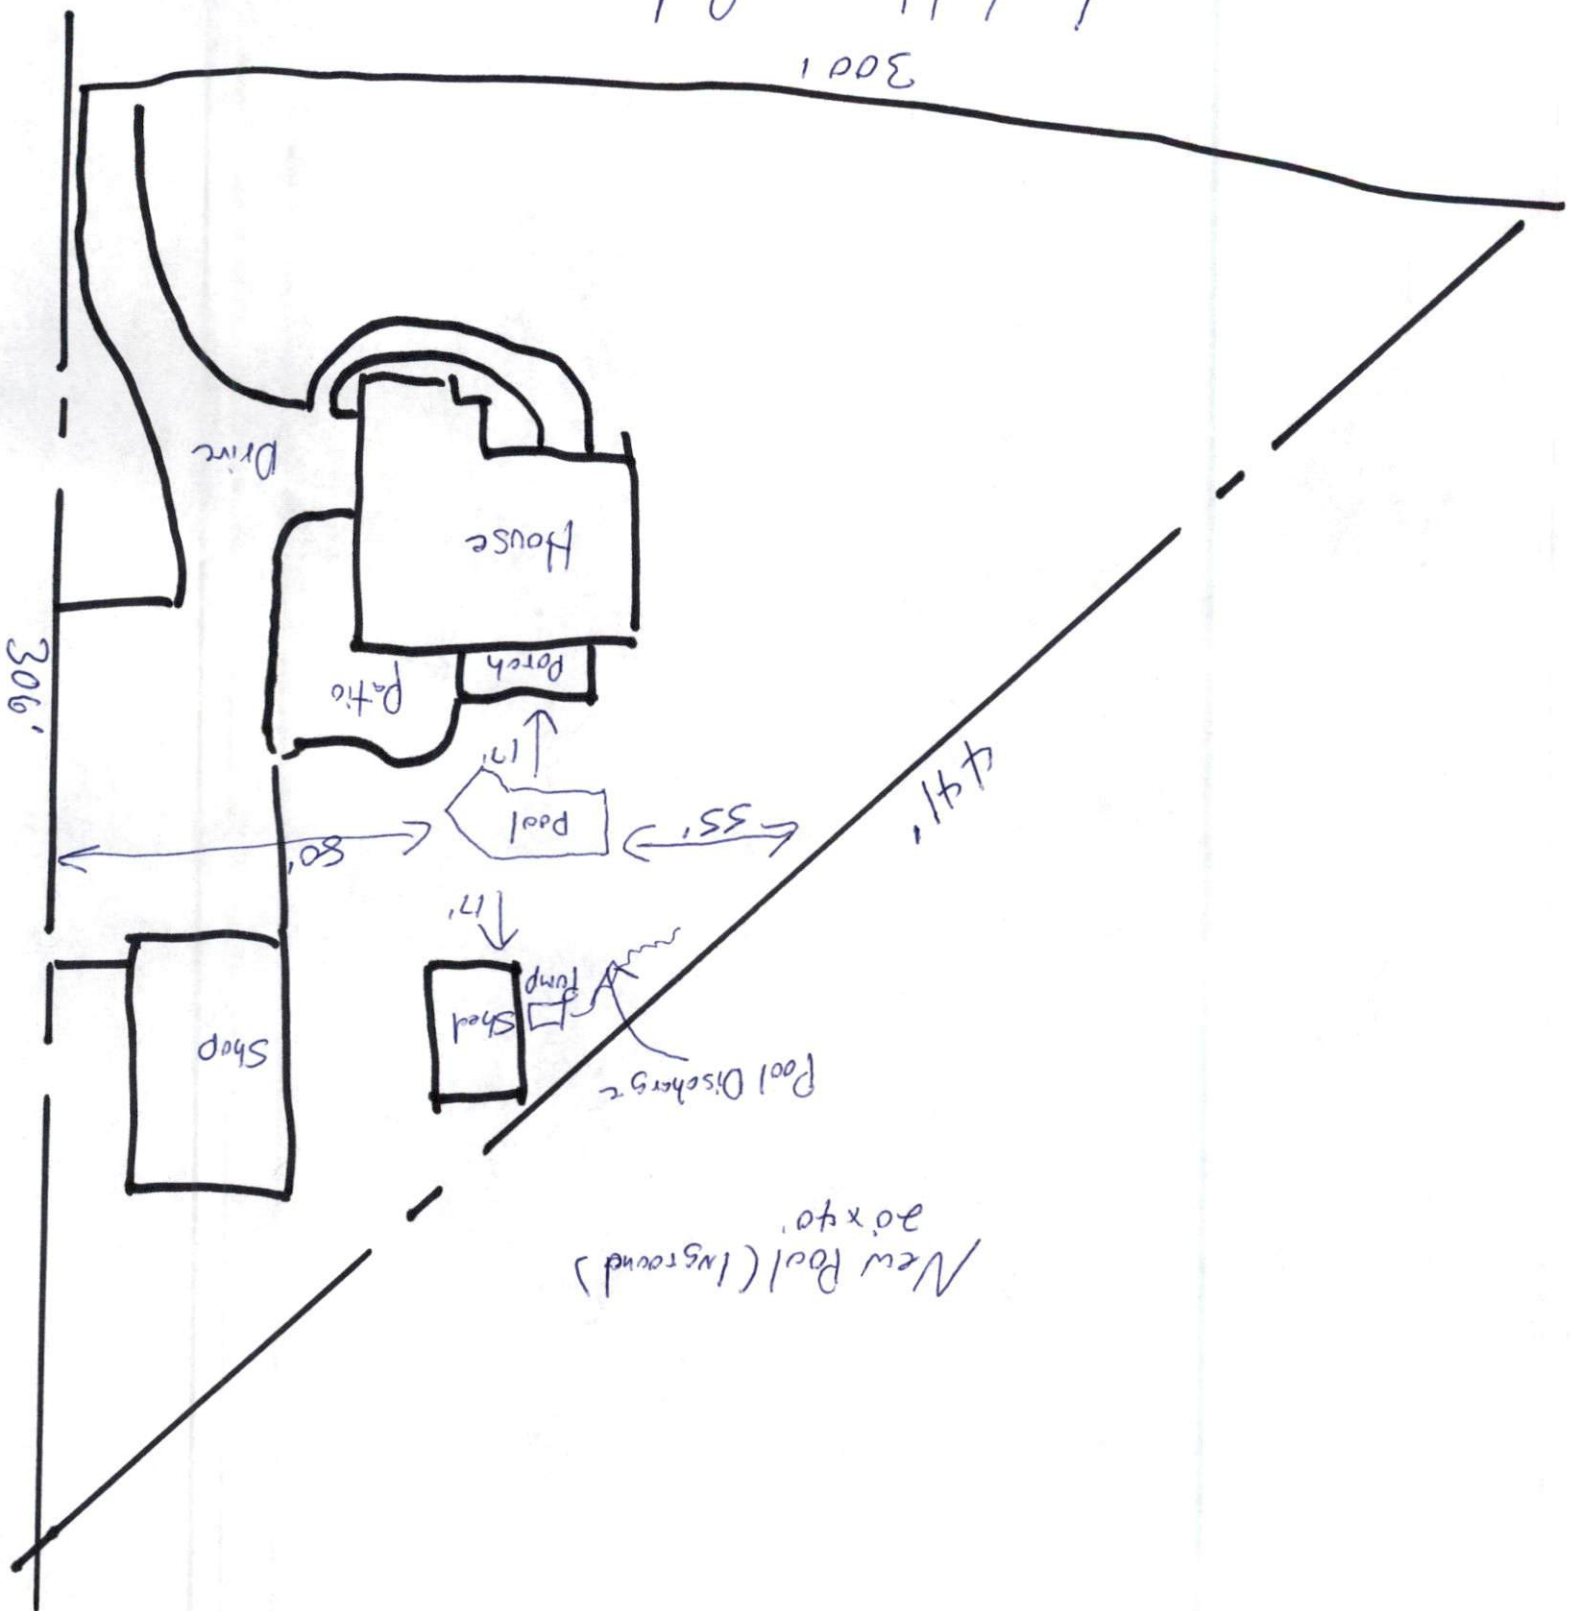 New Pool (Inground)
20'x40'
Pool Discharge
Shop
Shed
Pump
17'
55'
Pool
80'
17'
441'
Patio
Porch
306'
House
Drive
300'